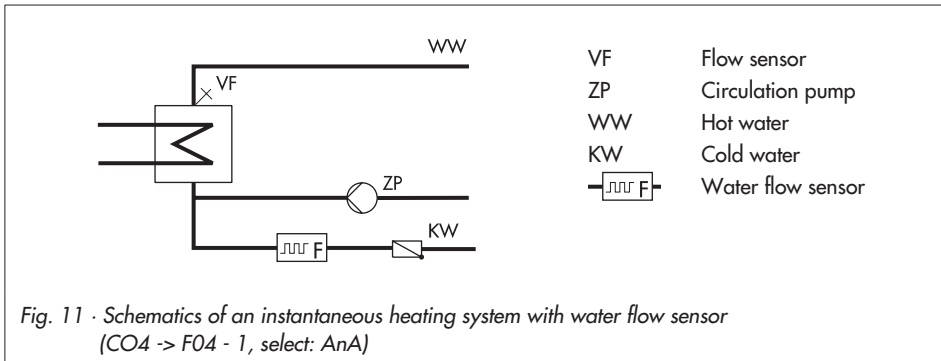 WW
VF
ZP
KW
F
VF Flow sensor
ZP Circulation pump
WW Hot water
KW Cold water
F Water flow sensor
Fig. 11 · Schematics of an instantaneous heating system with water flow sensor
(CO4 -> F04 - 1, select: AnA)